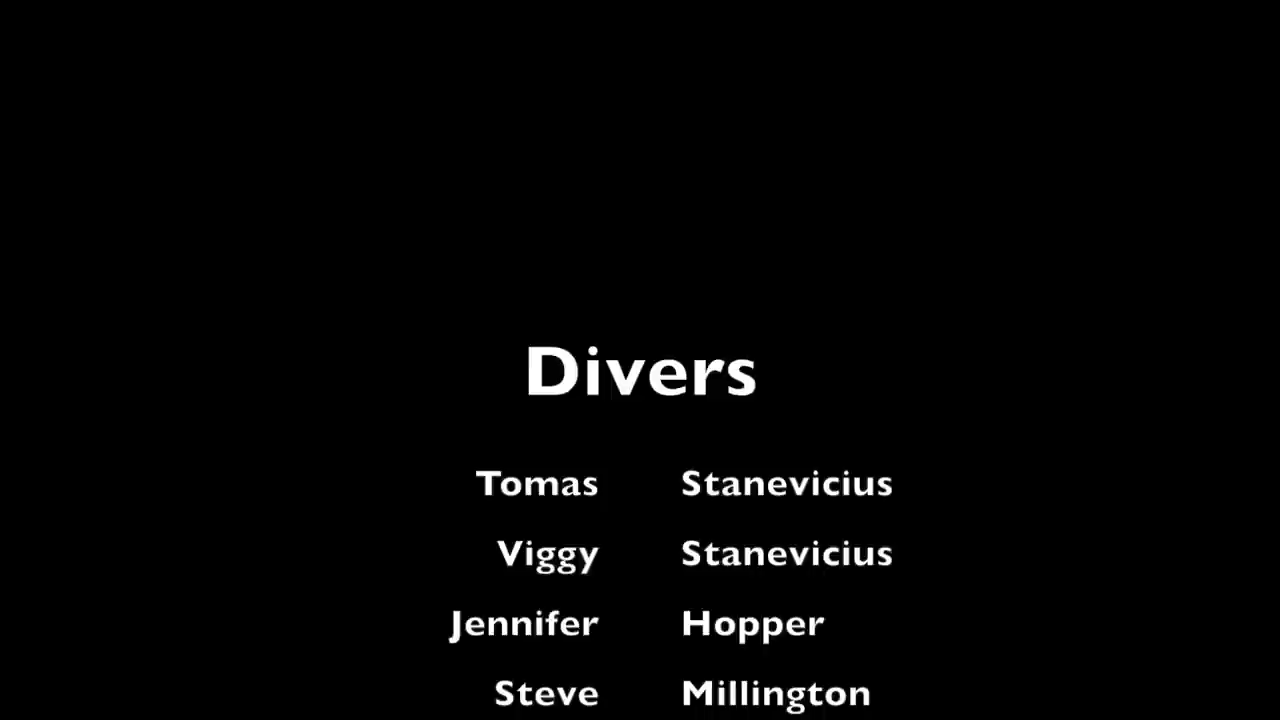 Divers
Tomas Stanevicius
Viggy Stanevicius
Jennifer Hopper
Steve Millington